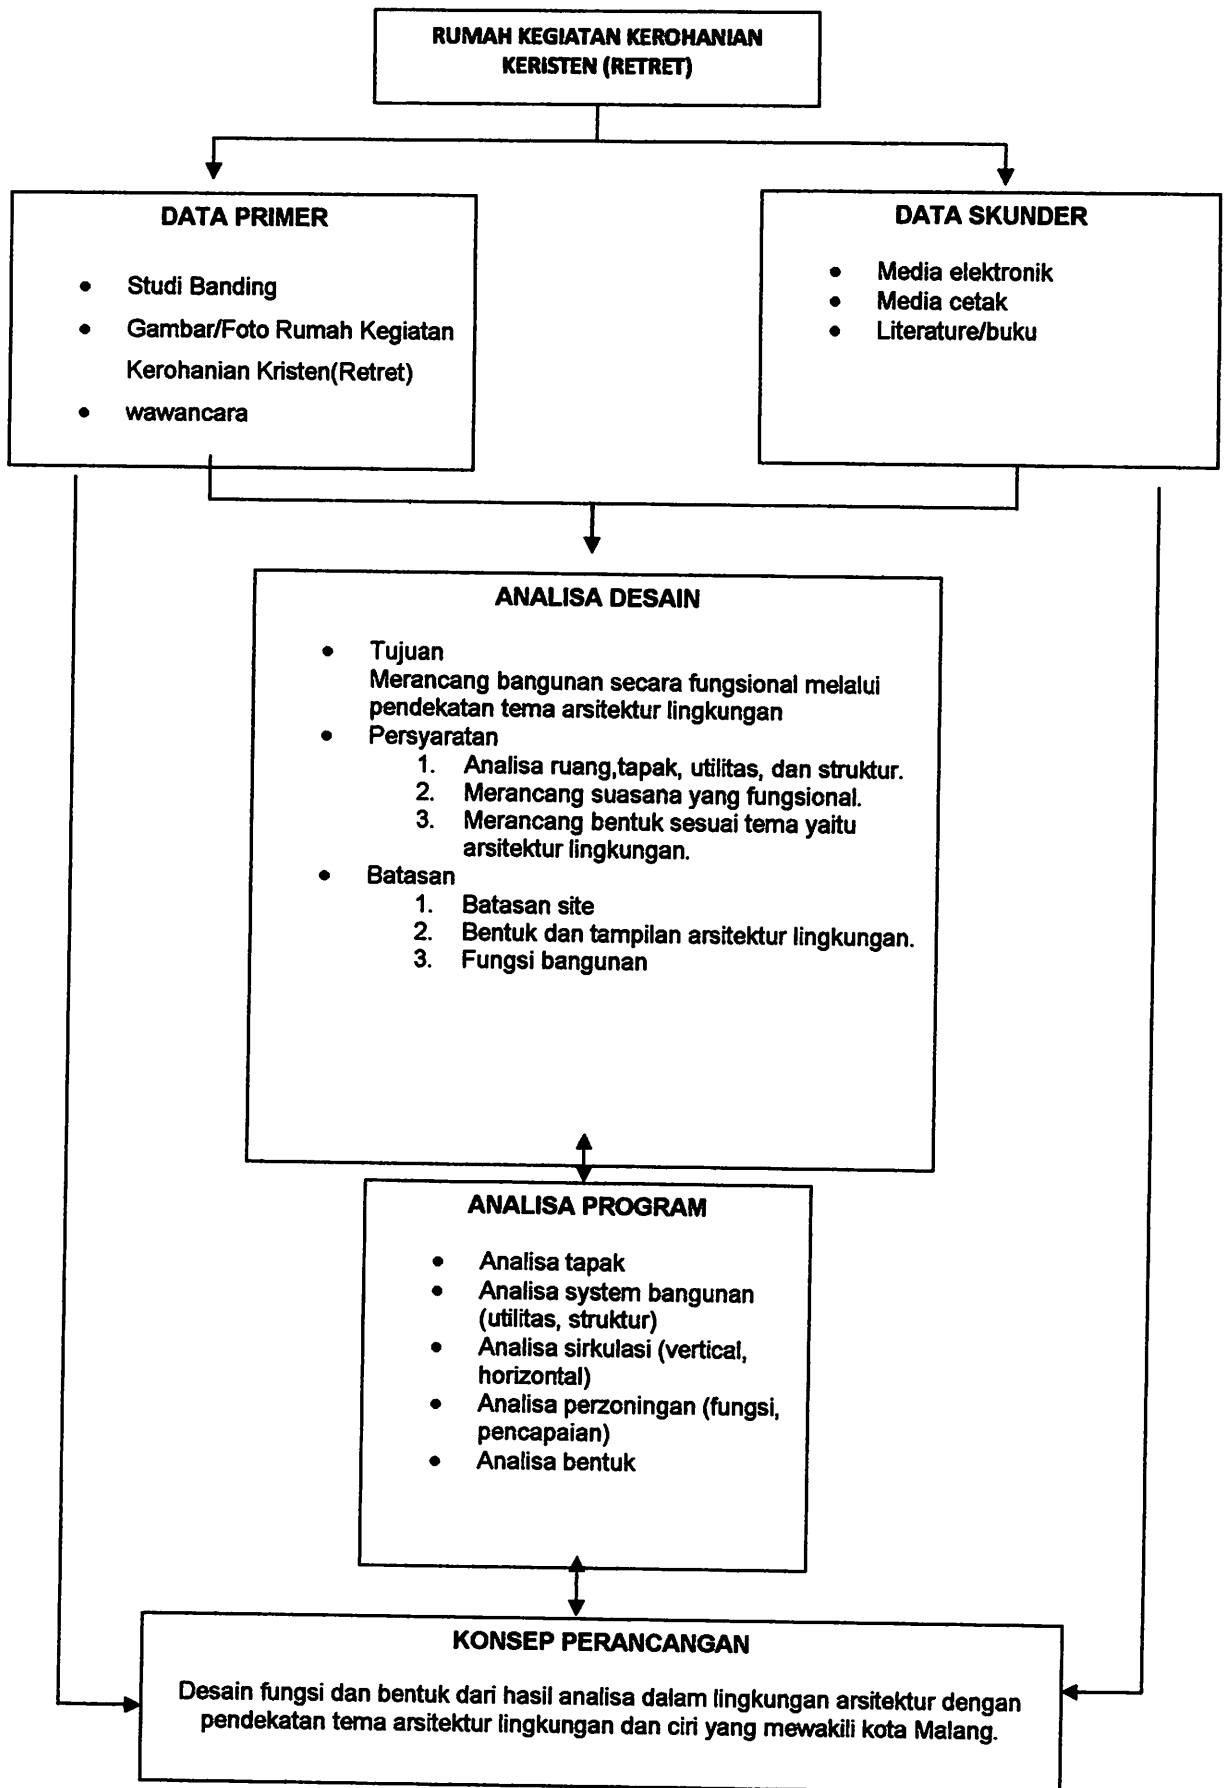 RUMAH KEGIATAN KEROHANIAN
KERISTEN (RETRET)
DATA PRIMER
• Studi Banding
• Gambar/Foto Rumah Kegiatan
Kerohanian Kristen(Retret)
• wawancara
DATA SKUNDER
• Media elektronik
• Media cetak
• Literature/buku
ANALISA DESAIN
• Tujuan
Merancang bangunan secara fungsional melalui
pendekatan tema arsitektur lingkungan
• Persyaratan
1. Analisa ruang,tapak, utilitas, dan struktur.
2. Merancang suasana yang fungsional.
3. Merancang bentuk sesuai tema yaitu
arsitektur lingkungan.
• Batasan
1. Batasan site
2. Bentuk dan tampilan arsitektur lingkungan.
3. Fungsi bangunan
ANALISA PROGRAM
• Analisa tapak
• Analisa system bangunan
(utilitas, struktur)
• Analisa sirkulasi (vertical,
horizontal)
• Analisa perzoningan (fungsi,
pencapaian)
• Analisa bentuk
KONSEP PERANCANGAN
Desain fungsi dan bentuk dari hasil analisa dalam lingkungan arsitektur dengan
pendekatan tema arsitektur lingkungan dan ciri yang mewakili kota Malang.